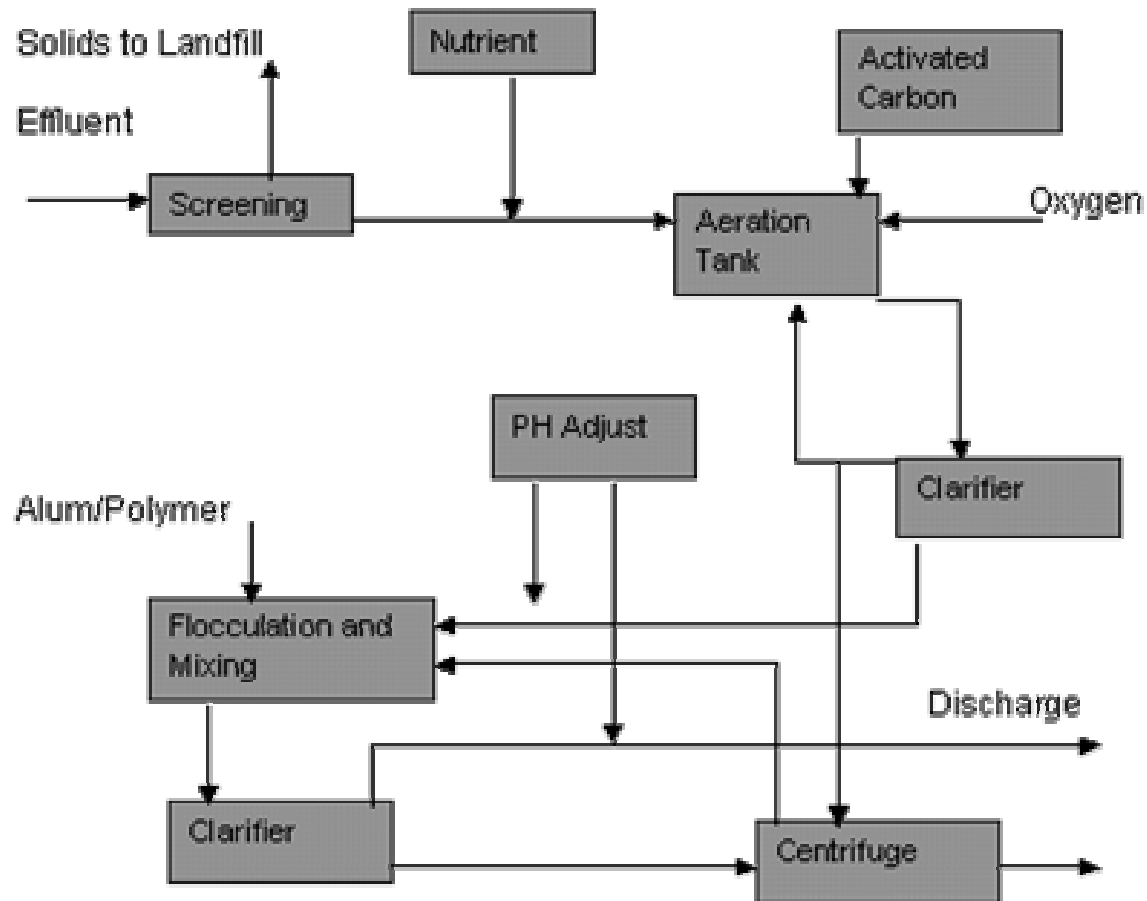 Solids to Landfill
Nutrient
Activated
Carbon
Effluent
Screening
Aeration
Tank
Oxygen
PH Adjust
Clarifier
Alum/Polymer
Flocculation and
Mixing
Discharge
Clarifier
Centrifuge